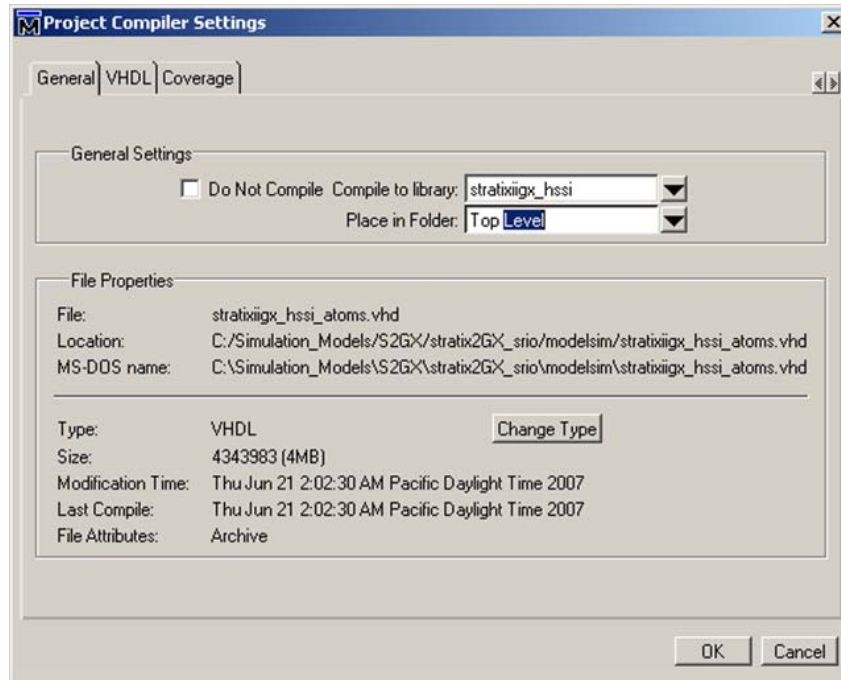 Project Compiler Settings
General VHDL Coverage
General Settings
Do Not Compile Compile to library: stratixiigx_hssi
Place in Folder: Top Level
File Properties
File: stratixiigx_hssi_atoms.vhd
Location: C:/Simulation_Models/S2GX/stratix2GX_srio/modelsim/stratixiigx_hssi_atoms.vhd
MS-DOS name: C:\Simulation_Models\S2GX\stratix2GX_srio\modelsim\stratixiigx_hssi_atoms.vhd
Type: VHDL Change Type
Size: 4343983 (4MB)
Modification Time: Thu Jun 21 2:02:30 AM Pacific Daylight Time 2007
Last Compile: Thu Jun 21 2:02:30 AM Pacific Daylight Time 2007
File Attributes: Archive
OK Cancel